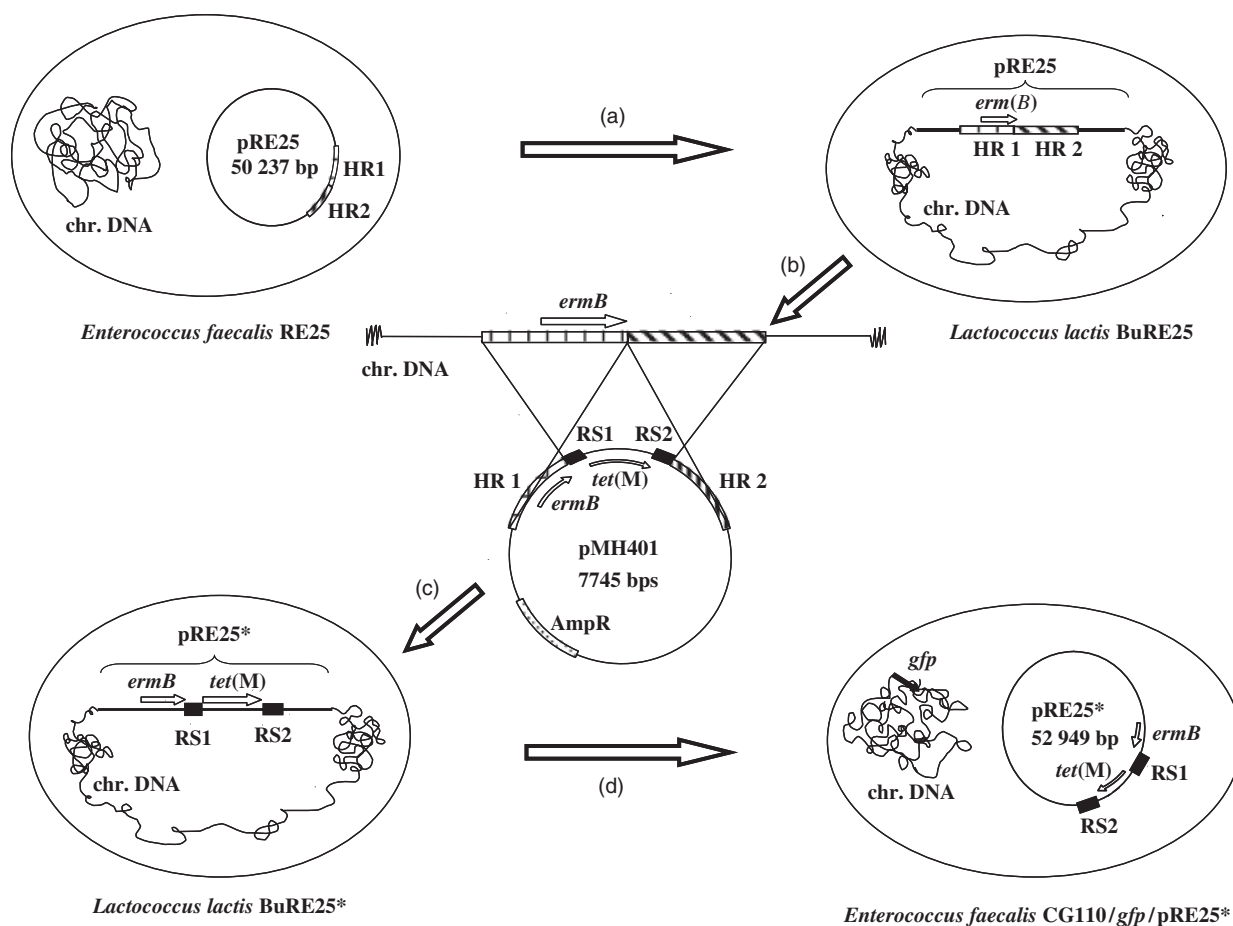 pRE25
50 237 bp
HR1
HR2
chr. DNA
Enterococcus faecalis RE25
(a)
pRE25
erm(B)
HR 1 HR 2
chr. DNA
Lactococcus lactis BuRE25
(b)
ermB
chr. DNA
RS1 RS2
HR 1 tet(M) HR 2
ermB
pMH401
7745 bps
AmpR
(c)
pRE25*
ermB tet(M)
RS1 RS2
chr. DNA
Lactococcus lactis BuRE25*
(d)
gfp
pRE25*
52 949 bp
ermB
tet(M)
RS1
RS2
chr. DNA
Enterococcus faecalis CG110/gfp/pRE25*